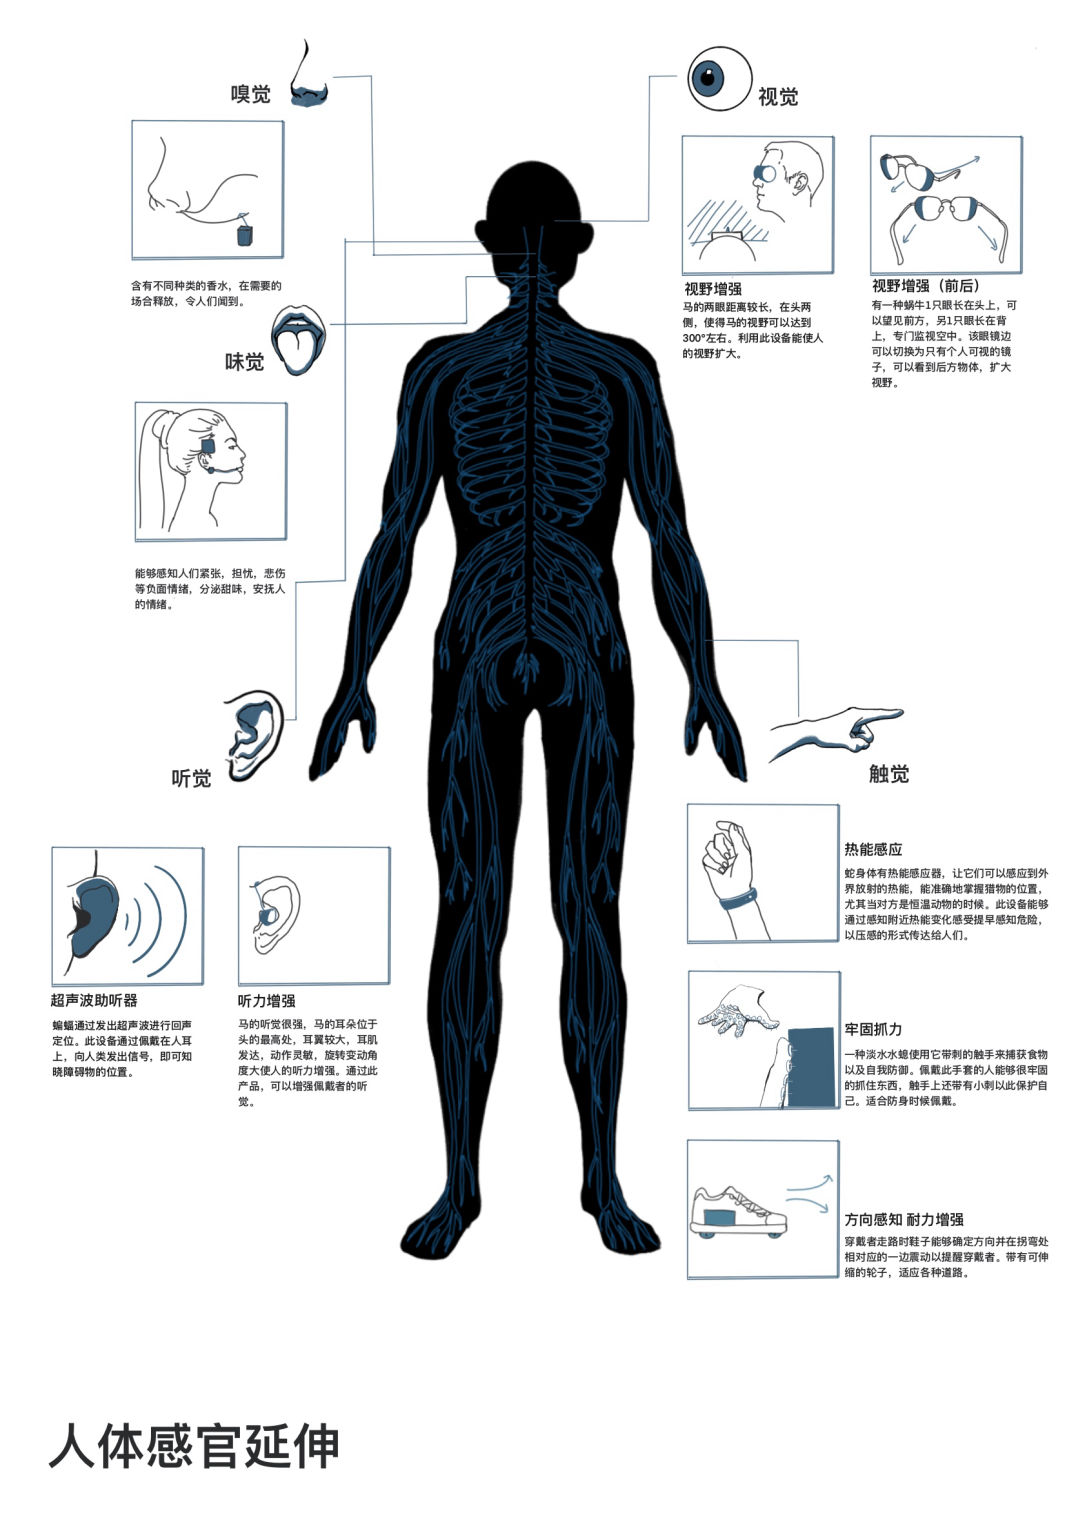 嗅觉
含有不同种类的香水，在需要的
场合释放，令人们闻到。
味觉
能够感知人们紧张，担忧，悲伤
等负面情绪，分泌甜味，安抚人
的情绪。
听觉
超声波助听器
蝙蝠通过发出超声波进行回声
定位。此设备通过佩戴在人耳
上，向人类发出信号，即可知
晓障碍物的位置。
听力增强
马的听觉很强，马的耳朵位于
头的最高处，耳翼较大，耳肌
发达，动作灵敏，旋转变动角
度大使人的听力增强。通过此
产品，可以增强佩戴者的听
觉。
视觉
视野增强
马的两眼距离较长，在头两
侧，使得马的视野可以达到
300°左右。利用此设备能使人
的视野扩大。
视野增强（前后）
有一种蜗牛1只眼长在头上，可
以望见前方，另1只眼长在背
上，专门监视空中。该眼镜边
可以切换为只有个人可视的镜
子，可以看到后方物体，扩大
视野。
触觉
热能感应
蛇身体有热能感应器，让它们可以感应到外
界放射的热能，能准确地掌握猎物的位置，
尤其当对方是恒温动物的时候。此设备能够
通过感知附近热能变化感受提早感知危险，
以压感的形式传达给人们。
牢固抓力
一种淡水水螅使用它带刺的触手来捕获食物
以及自我防御。佩戴此手套的人能够很牢固
的抓住东西，触手上还带有小刺以此保护自
己。适合防身时候佩戴。
方向感知 耐力增强
穿戴者走路时鞋子能够确定方向并在拐弯处
相对应的一边震动以提醒穿戴者。带有可伸
缩的轮子，适应各种道路。
人体感官延伸